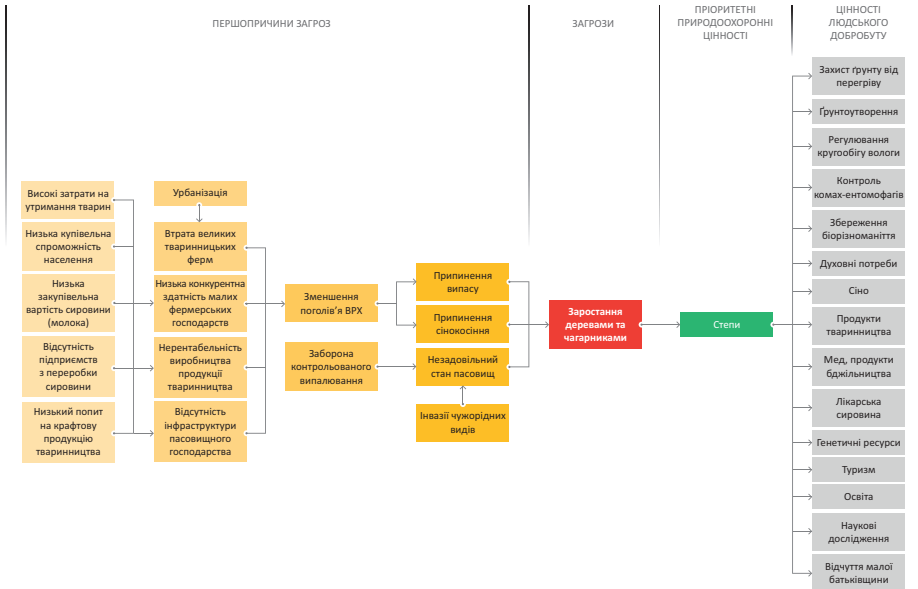 ПЕРШОПРИЧИНИ ЗАГРОЗ
ЗАГРОЗИ
ПРІОРИТЕТНІ
ПРИРОДООХОРОННІ
ЦІННОСТІ
ЦІННОСТІ
ЛЮДСЬКОГО
ДОБРОБУТУ
Високі затрати на
утримання тварин
Низька купівельна
спроможність
населення
Низька
закупівельна
вартість сировини
(молока)
Відсутність
підприємств
з переробки
сировини
Низький попит
на крафтову
продукцію
тваринництва
Урбанізація
Втрата великих
тваринницьких
ферм
Низька конкурентна
здатність малих
фермерських
господарств
Нерентабельність
виробництва
продукції
тваринництва
Відсутність
інфраструктури
пасовищного
господарства
Зменшення
поголів’я ВРХ
Заборона
контрольованого
випалювання
Припинення
випасу
Припинення
сінокосіння
Незадовільний
стан пасовищ
Інвазії чужорідних
видів
Заростання
деревами та
чагарниками
Степи
Захист ґрунту від
перегріву
Ґрунтоутворення
Регулювання
кругообігу вологи
Контроль
комах-ентомофагів
Збереження
біорізноманіття
Духовні потреби
Сіно
Продукти
тваринництва
Мед, продукти
бджільництва
Лікарська
сировина
Генетичні ресурси
Туризм
Освіта
Наукові
дослідження
Відчуття малої
батьківщини